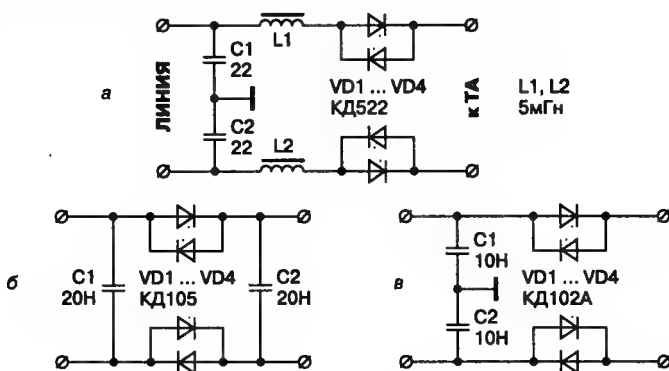 а
ЛИНИЯ
C1
22
C2
22
L1
L2
VD1 ... VD4
КД522
к ТА
L1, L2
5мГн
б
C1
20Н
VD1 ... VD4
КД105
C2
20Н
в
C1
10Н
C2
10Н
VD1 ... VD4
КД102А